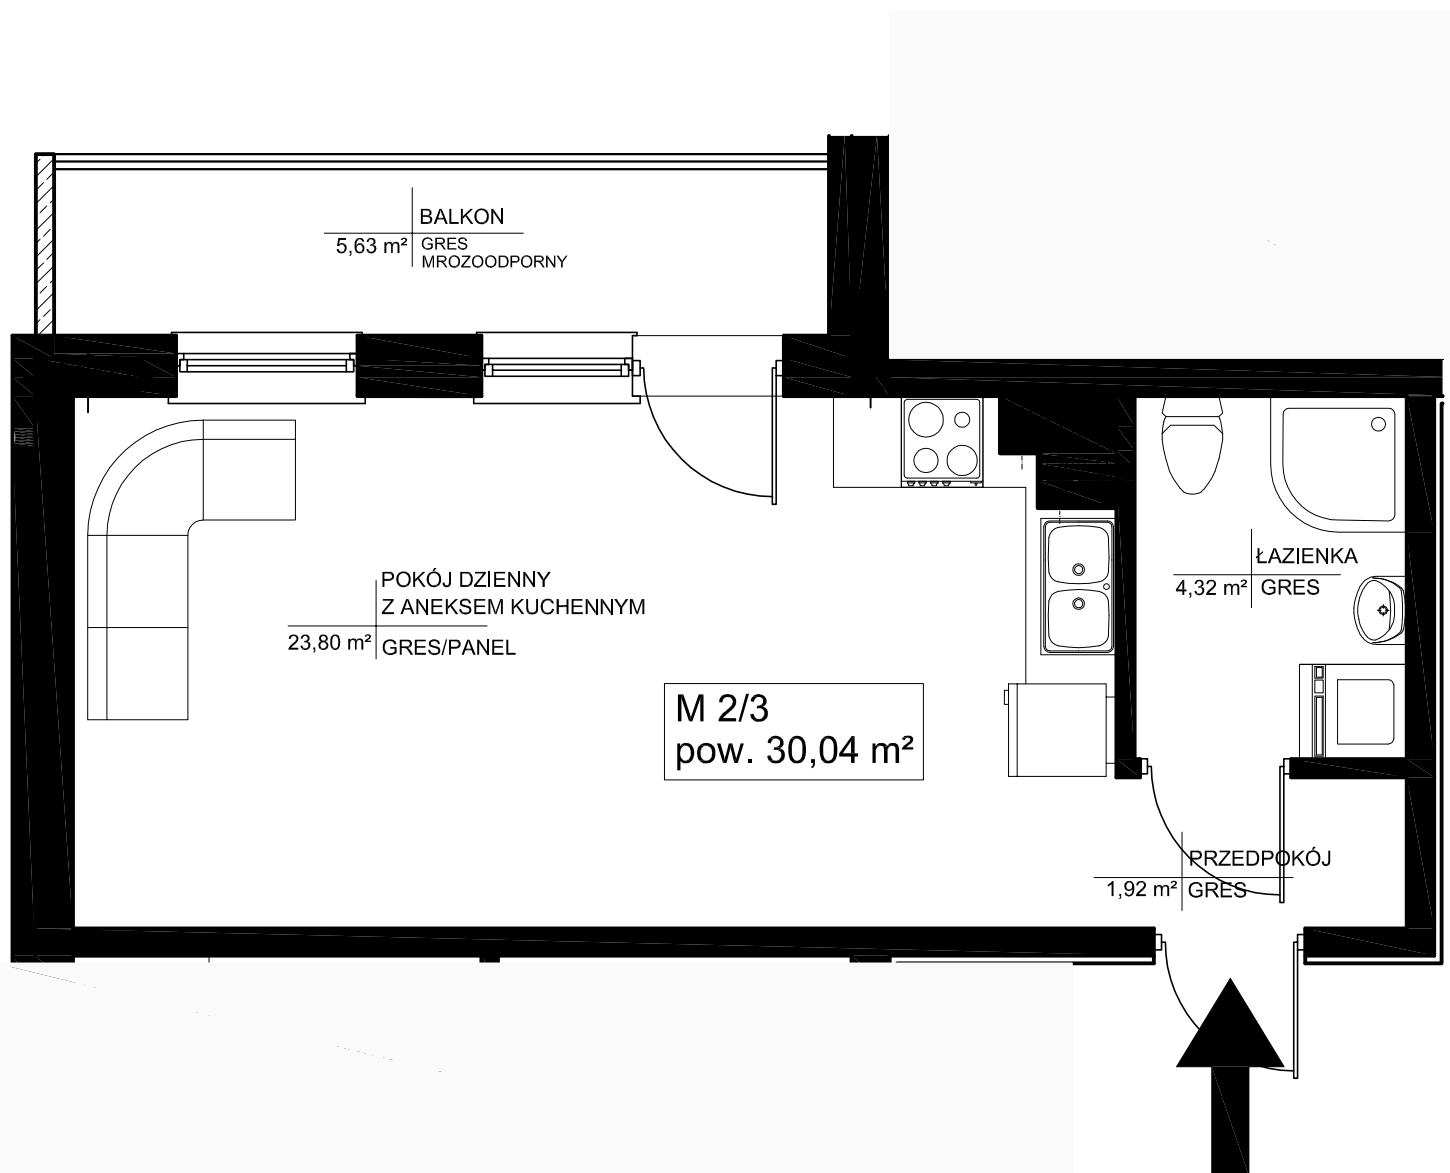 BALKON
5,63 m² GRES
MROZOODPORNY
POKÓJ DZIENNY
Z ANEKSEM KUCHENNYM
23,80 m² GRES/PANEL
ŁAZIENKA
4,32 m² GRES
M 2/3
pow. 30,04 m²
PRZEDPOKÓJ
1,92 m² GRES